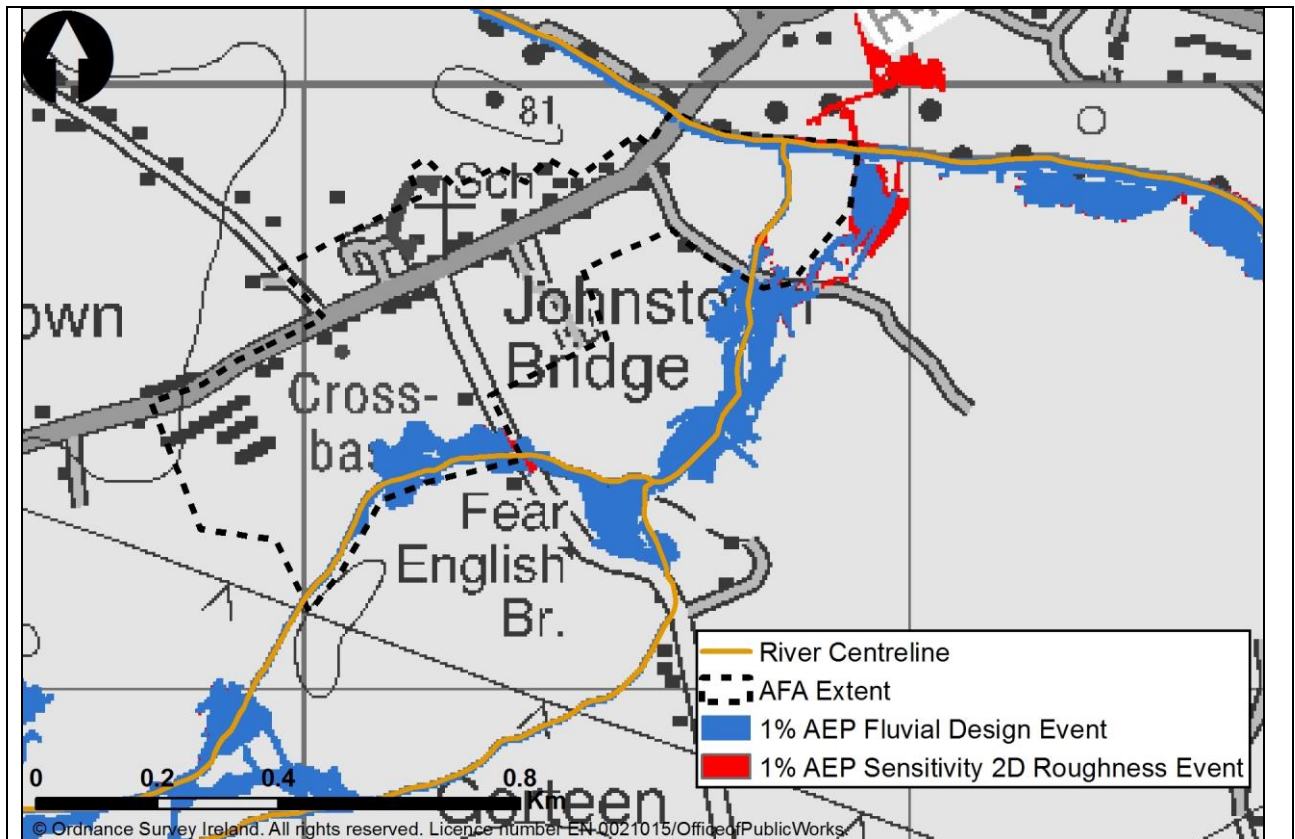 81
Sch
Johnston
Bridge
own
Cross-
bas
Fear
English
Br.
River Centreline
AFA Extent
1% AEP Fluvial Design Event
1% AEP Sensitivity 2D Roughness Event
0 0.2 0.4 0.8
Km
Gorteen
© Ordnance Survey Ireland. All rights reserved. Licence number EN 0021015/OfficeofPublicWorks.